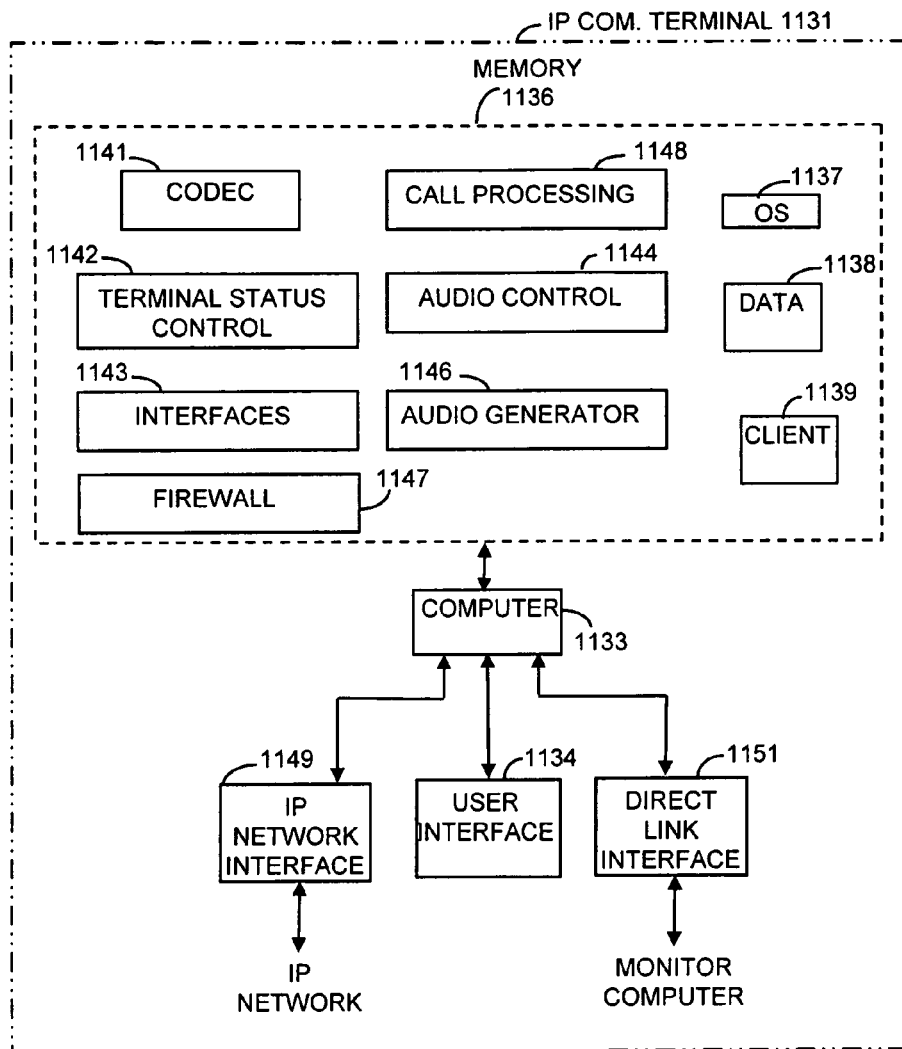 IP COM. TERMINAL 1131
MEMORY
1136
1141
CODEC
1148
CALL PROCESSING
1137
OS
1142
TERMINAL STATUS
CONTROL
1144
AUDIO CONTROL
1138
DATA
1143
INTERFACES
1146
AUDIO GENERATOR
1139
CLIENT
FIREWALL
1147
COMPUTER
1133
1149
IP
NETWORK
INTERFACE
1134
USER
INTERFACE
1151
DIRECT
LINK
INTERFACE
IP
NETWORK
MONITOR
COMPUTER